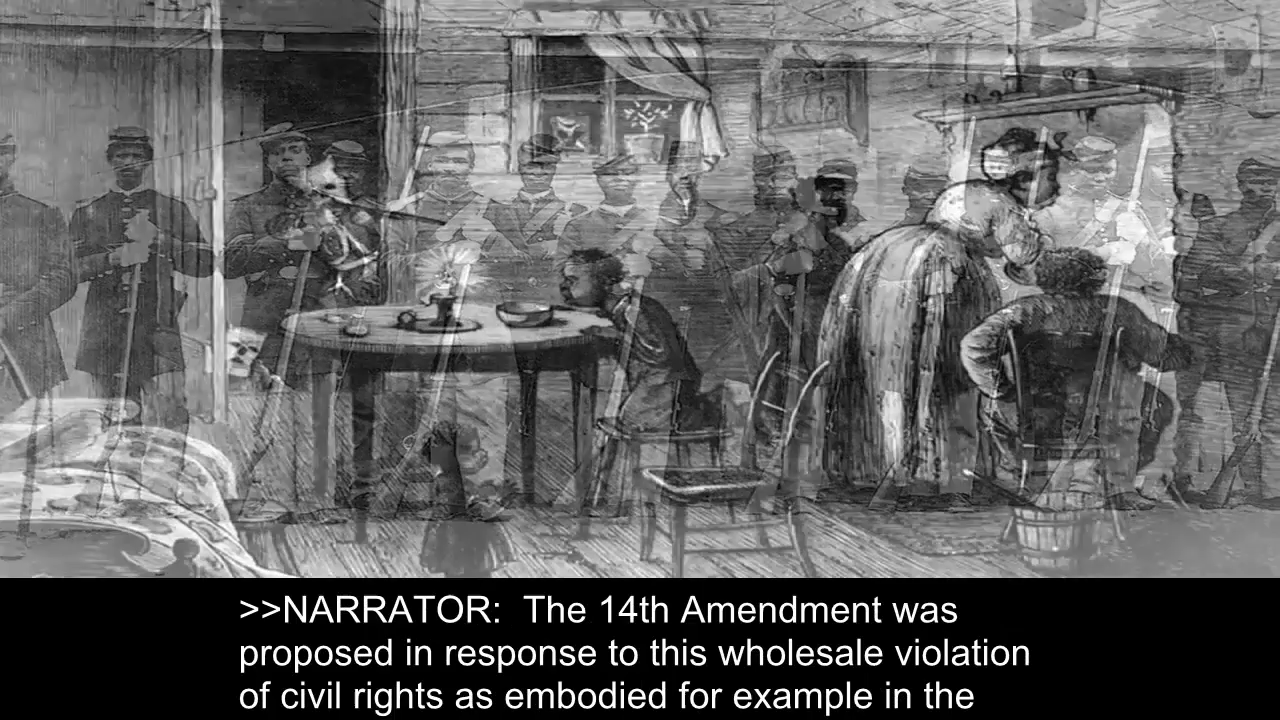 >>NARRATOR:  The 14th Amendment was
proposed in response to this wholesale violation
of civil rights as embodied for example in the